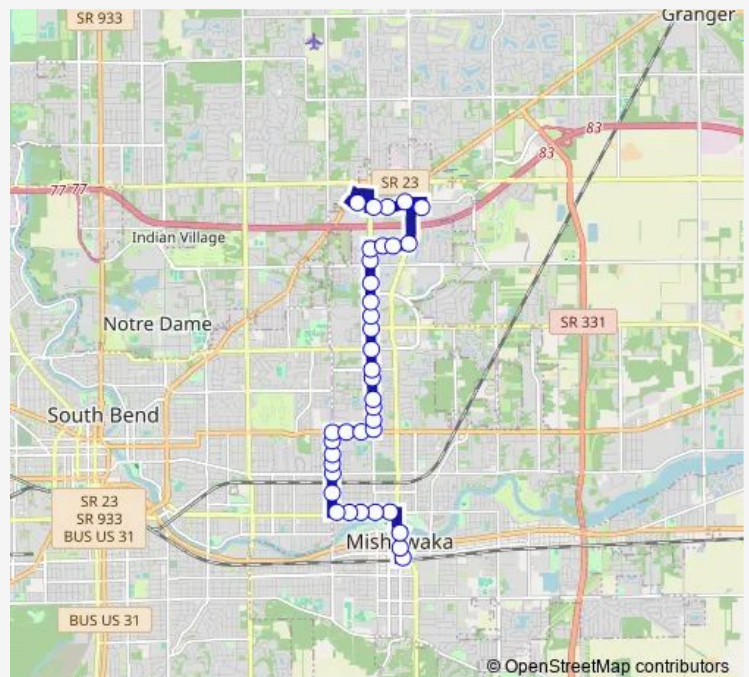 SR 933
Granger
83
83
SR 23
77 77
Indian Village
Notre Dame
SR 331
South Bend
SR 23
SR 933
BUS US 31
Mishawaka
BUS US 31
© OpenStreetMap contributors